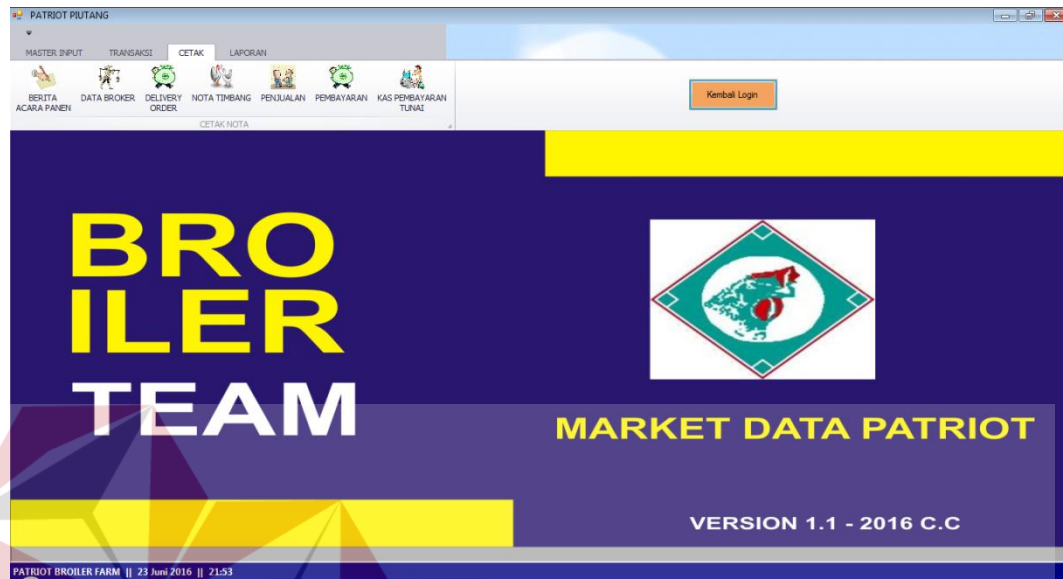 PATRIOT PIUTANG
MASTER INPUT TRANSAKSI CETAK LAPORAN
BERITA ACARA PANEN
DATA BROKER
DELIVERY ORDER
NOTA TIMBANG
PENJUALAN
PEMBAYARAN
KAS PEMBAYARAN TUNAI
CETAK NOTA
Kembali Login
BRO
ILER
TEAM
MARKET DATA PATRIOT
VERSION 1.1 - 2016 C.C
PATRIOT BROILER FARM || 23 Juni 2016 || 21:53